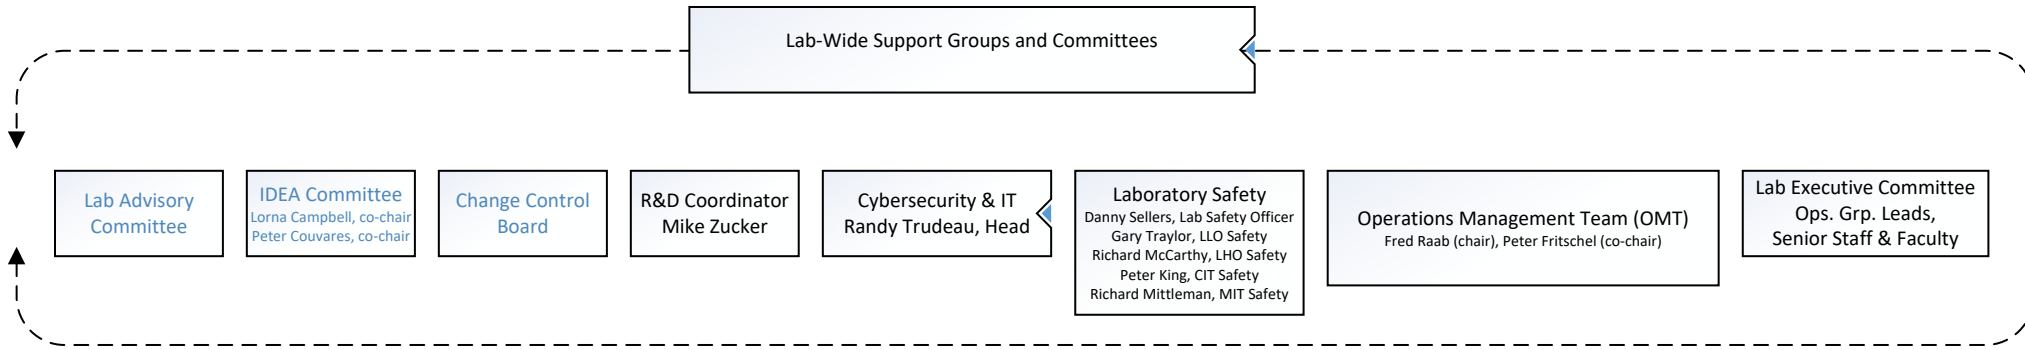 Lab-Wide Support Groups and Committees
Lab Advisory
Committee
IDEA Committee
Lorna Campbell, co-chair
Peter Couvares, co-chair
Change Control
Board
R&D Coordinator
Mike Zucker
Cybersecurity & IT
Randy Trudeau, Head
Laboratory Safety
Danny Sellers, Lab Safety Officer
Gary Traylor, LLO Safety
Richard McCarthy, LHO Safety
Peter King, CIT Safety
Richard Mittleman, MIT Safety
Operations Management Team (OMT)
Fred Raab (chair), Peter Fritschel (co-chair)
Lab Executive Committee
Ops. Grp. Leads,
Senior Staff & Faculty